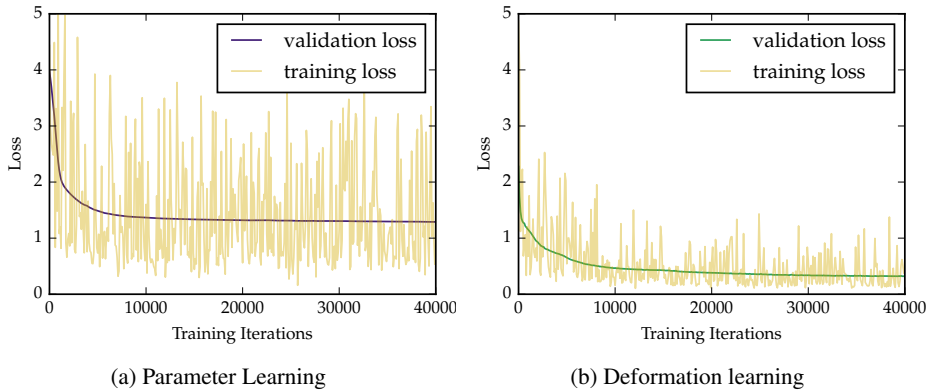 5
4
3
2
1
0
Loss
validation loss
training loss
0
10000
20000
30000
40000
Training Iterations
(a) Parameter Learning
5
4
3
2
1
0
Loss
validation loss
training loss
0
10000
20000
30000
40000
Training Iterations
(b) Deformation learning